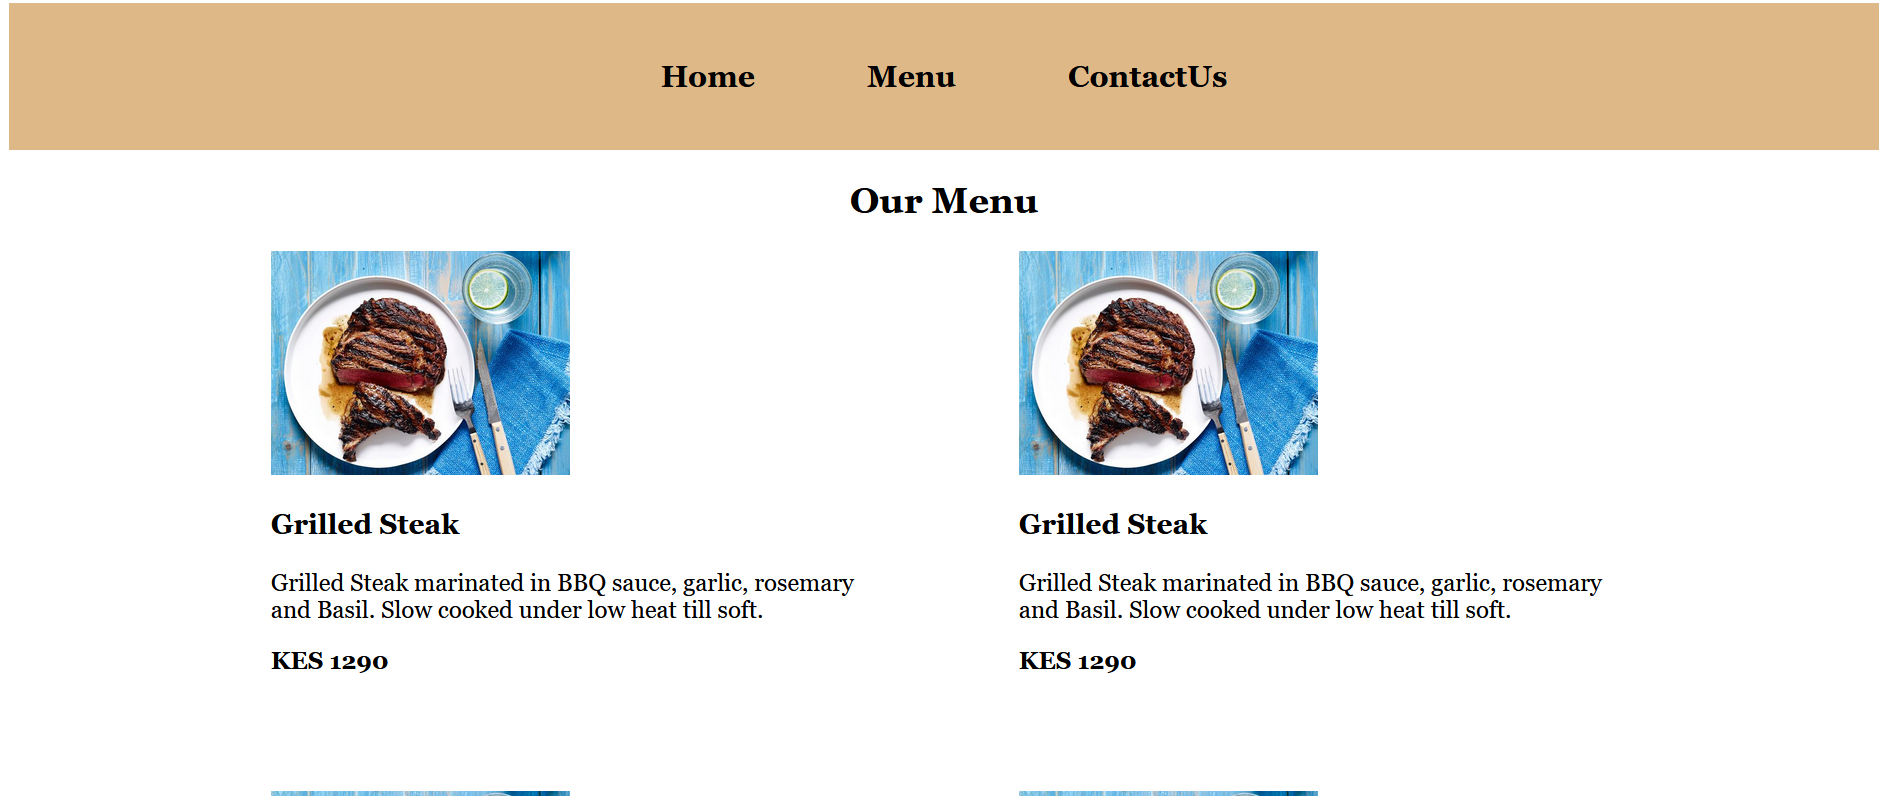 Home Menu ContactUs
Our Menu
Grilled Steak
Grilled Steak marinated in BBQ sauce, garlic, rosemary
and Basil. Slow cooked under low heat till soft.
KES 1290
Grilled Steak
Grilled Steak marinated in BBQ sauce, garlic, rosemary
and Basil. Slow cooked under low heat till soft.
KES 1290